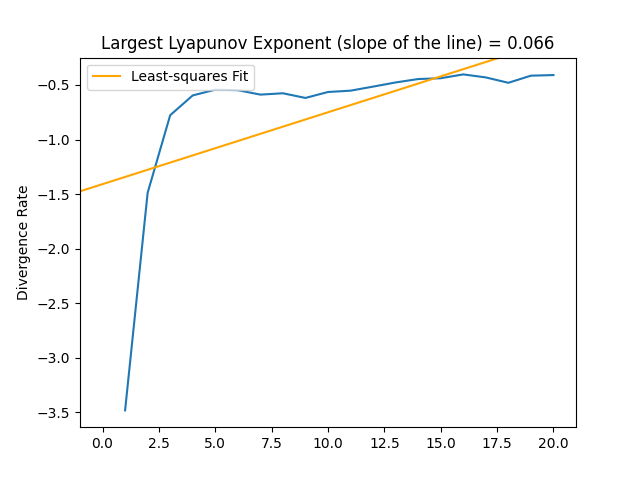 Largest Lyapunov Exponent (slope of the line) = 0.066
Least-squares Fit
Divergence Rate
−0.5
−1.0
−1.5
−2.0
−2.5
−3.0
−3.5
0.0 2.5 5.0 7.5 10.0 12.5 15.0 17.5 20.0